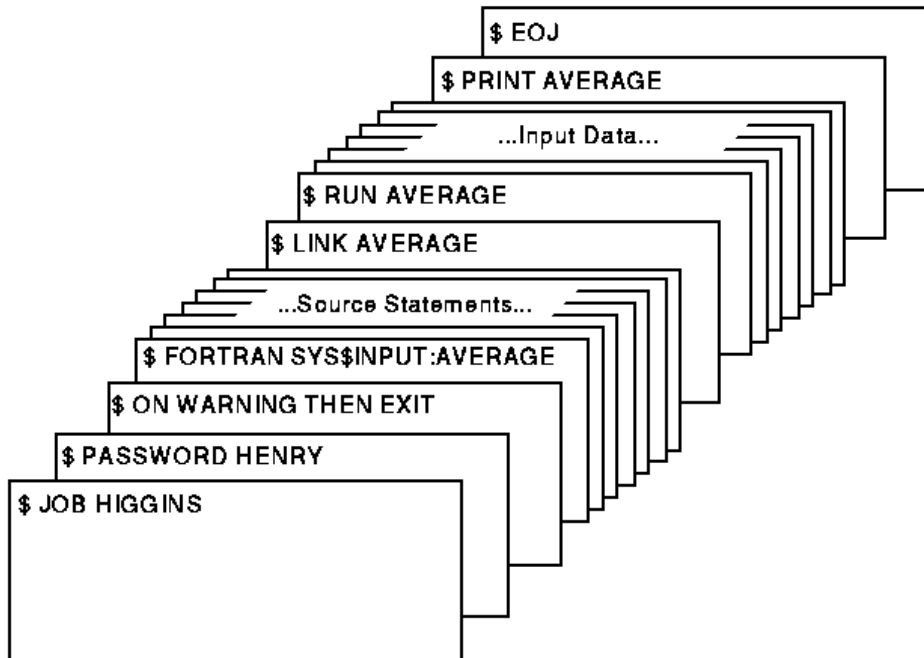 $ EOJ
$ PRINT AVERAGE
...Input Data...
$ RUN AVERAGE
$ LINK AVERAGE
...Source Statements...
$ FORTRAN SYS$INPUT:AVERAGE
$ ON WARNING THEN EXIT
$ PASSWORD HENRY
$ JOB HIGGINS